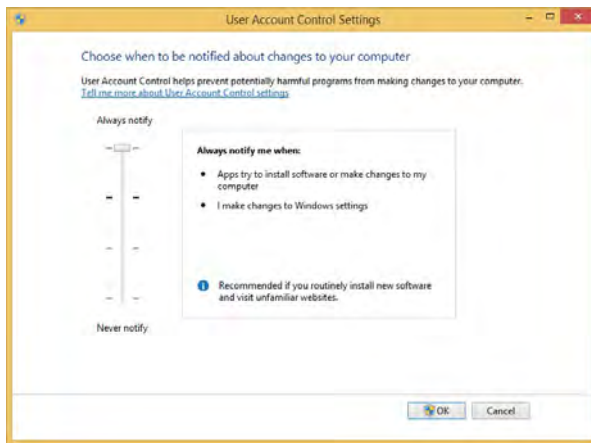 User Account Control Settings
Choose when to be notified about changes to your computer
User Account Control helps prevent potentially harmful programs from making changes to your computer.
Tell me more about User Account Control settings
Always notify
Always notify me when:
• Apps try to install software or make changes to my
computer
• I make changes to Windows settings
Recommended if you routinely install new software
and visit unfamiliar websites.
Never notify
OK
Cancel